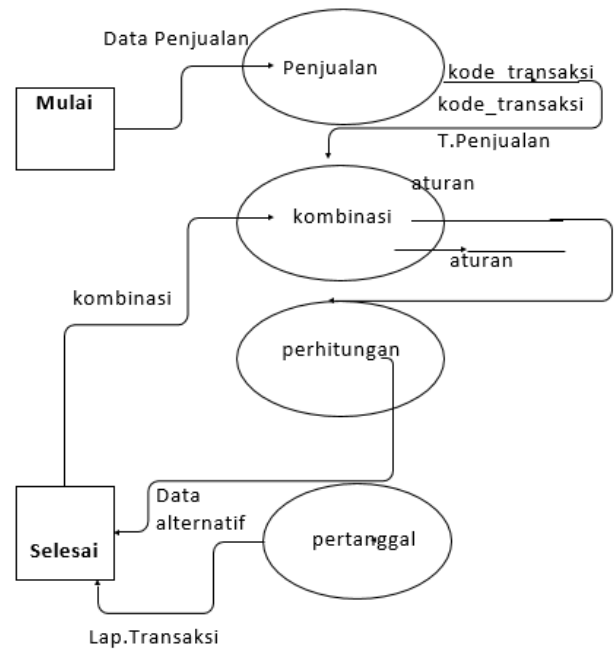 Data Penjualan
Penjualan
kode_transaksi
Mulai
kode_transaksi
T.Penjualan
aturan
kombinasi
aturan
kombinasi
perhitungan
Data
alternatif
Selesai
pertanggal
Lap.Transaksi